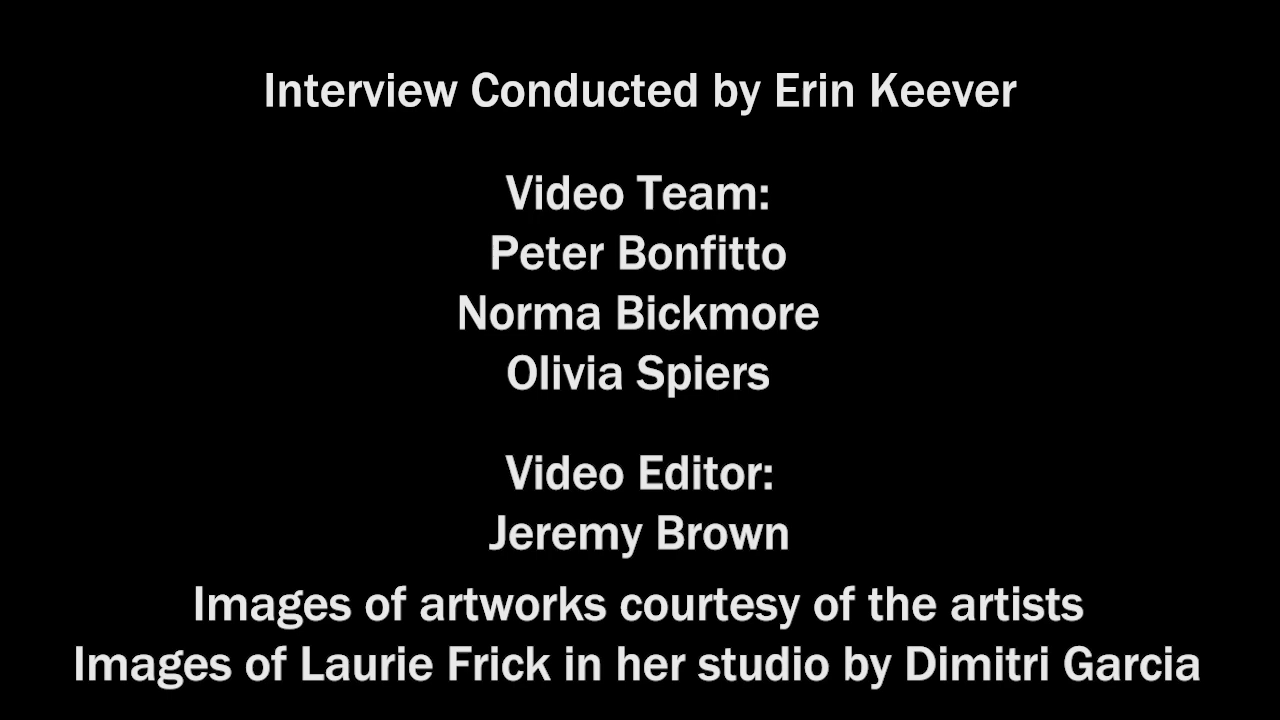 Interview Conducted by Erin Keever
Video Team:
Peter Bonfitto
Norma Bickmore
Olivia Spiers
Video Editor:
Jeremy Brown
Images of artworks courtesy of the artists
Images of Laurie Frick in her studio by Dimitri Garcia